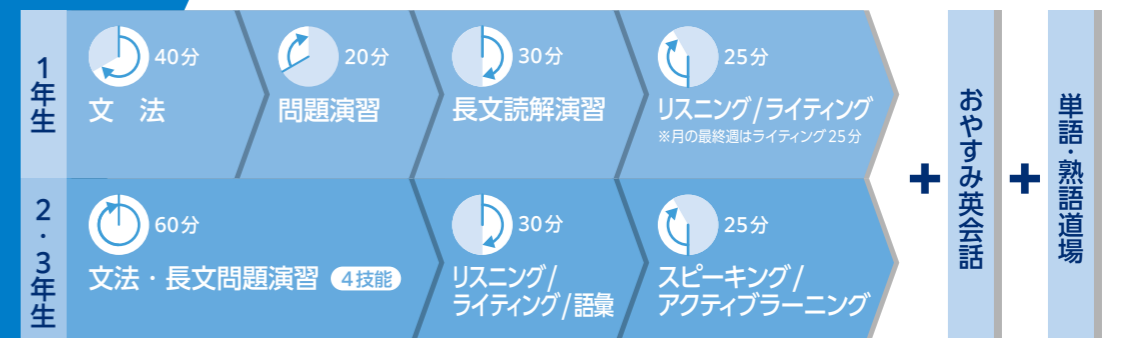 1年生
40分
文 法
20分
問題演習
30分
長文読解演習
25分
リスニング/ライティング
※月の最終週はライティング25分
2・3年生
60分
文法・長文問題演習 4技能
30分
リスニング/
ライティング/語彙
25分
スピーキング/
アクティブラーニング
+
おやすみ英会話
+
単語・熟語道場